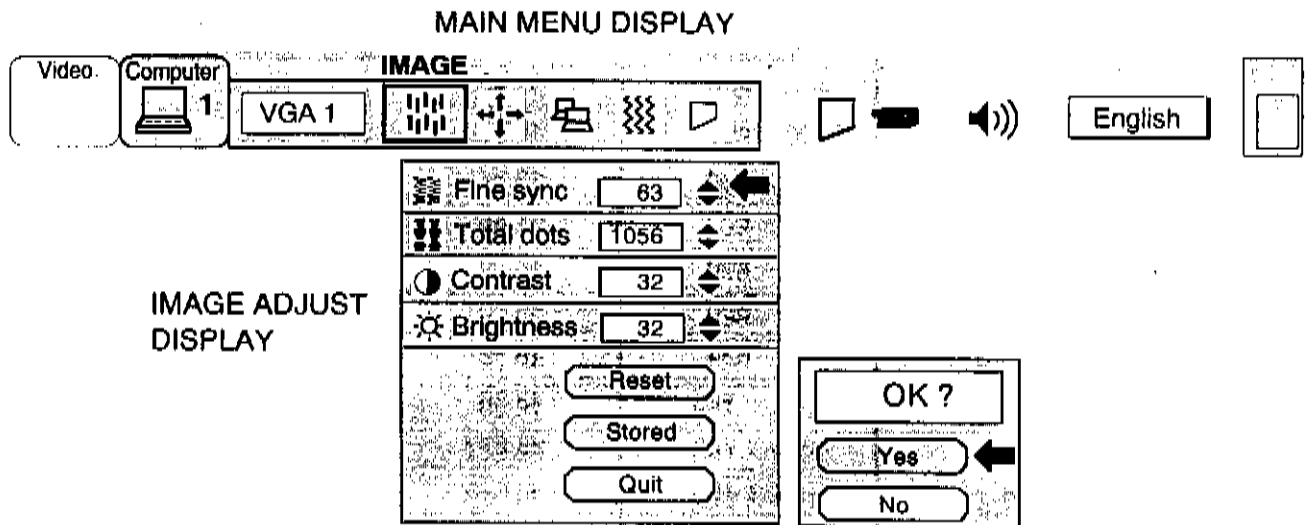 MAIN MENU DISPLAY
Video
Computer
1
VGA 1
IMAGE
English
Fine sync 63
Total dots 1056
Contrast 32
Brightness 32
IMAGE ADJUST
DISPLAY
Reset
Stored
Quit
OK ?
Yes
No